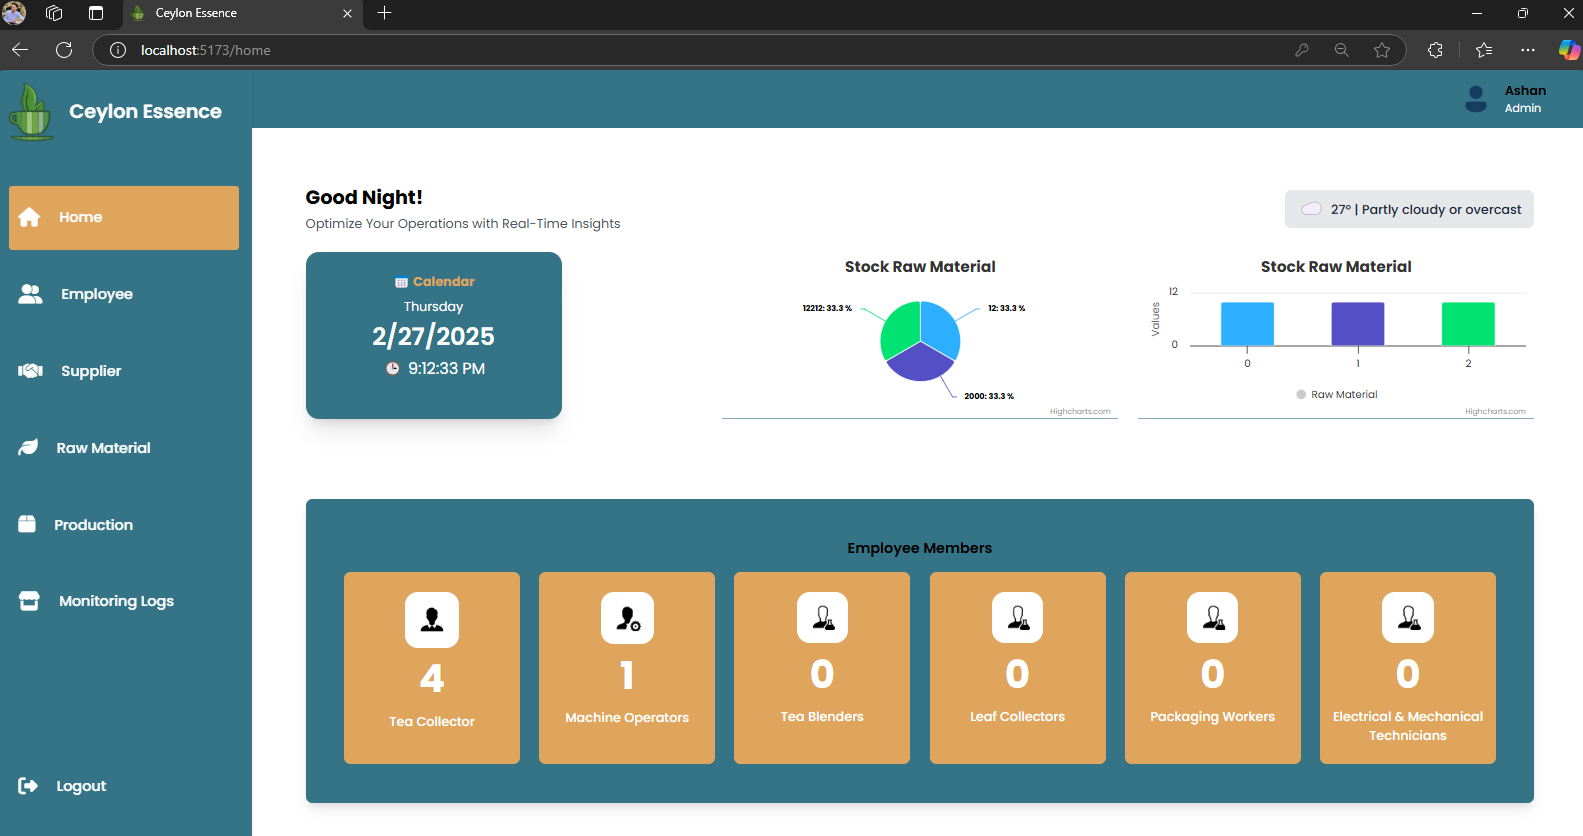 Ceylon Essence
localhost:5173/home
Ceylon Essence
Ashan
Admin
Home
Employee
Supplier
Raw Material
Production
Monitoring Logs
Logout
Good Night!
Optimize Your Operations with Real-Time Insights
27° | Partly cloudy or overcast
Calendar
Thursday
2/27/2025
9:12:33 PM
Stock Raw Material
12212: 33.3 %
12: 33.3 %
2000: 33.3 %
Highcharts.com
Stock Raw Material
Values
12
0
0
1
2
Raw Material
Highcharts.com
Employee Members
4
Tea Collector
1
Machine Operators
0
Tea Blenders
0
Leaf Collectors
0
Packaging Workers
0
Electrical & Mechanical
Technicians